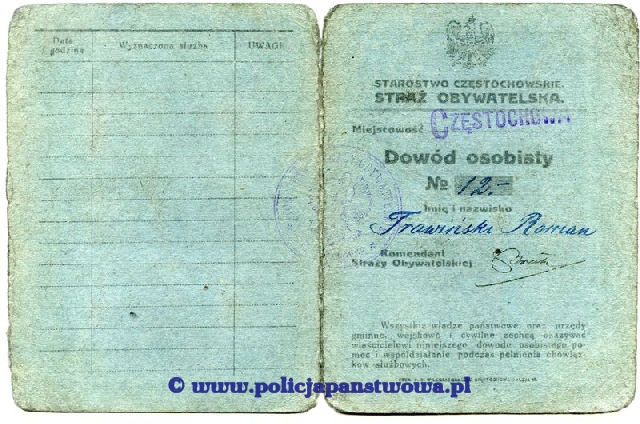 Data
godzina
Wyznaczona służba
UWAGI
STAROSTWO CZĘSTOCHOWSKIE.
STRAŻ OBYWATELSKA.
Miejscowość CZĘSTOCHOWA
Dowód osobisty
№ 12.-
Imię i nazwisko
Trawiński Roman
Komendant
Straży Obywatelskiej
Wszystkie władze państwowe oraz urzędy
gminne, wojskowe i cywilne zechcą okazywać
właścicielowi niniejszego dowodu osobistego po-
moc i współdziałanie podczas pełnienia obowiąz-
ków służbowych.
© www.policjapanstwowa.pl